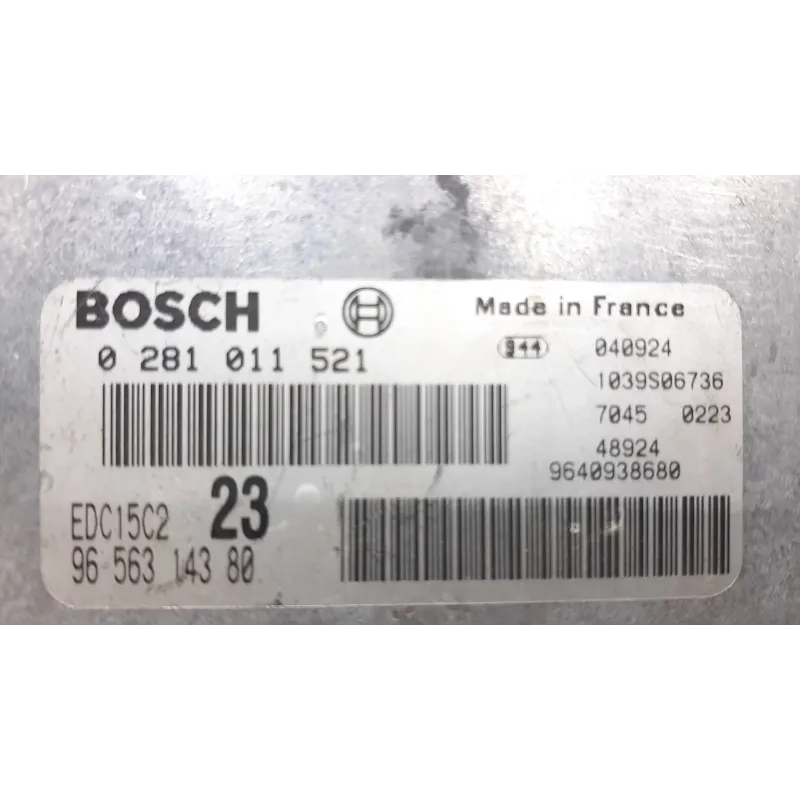 BOSCH Made in France
0 281 011 521 944 040924
1039S06736
7045 0223
48924
9640938680
EDC15C2 23
96 563 143 80